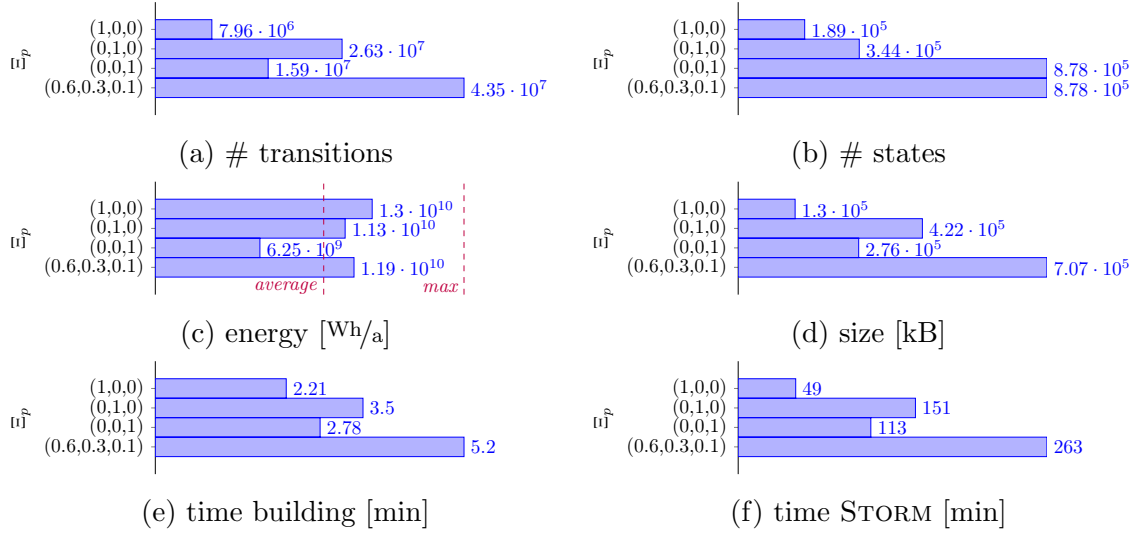 Ξp
(1,0,0) 7.96 · 10^6
(0,1,0) 2.63 · 10^7
(0,0,1) 1.59 · 10^7
(0.6,0.3,0.1) 4.35 · 10^7
(a) # transitions
Ξp
(1,0,0) 1.89 · 10^5
(0,1,0) 3.44 · 10^5
(0,0,1) 8.78 · 10^5
(0.6,0.3,0.1) 8.78 · 10^5
(b) # states
Ξp
(1,0,0) 1.3 · 10^10
(0,1,0) 1.13 · 10^10
(0,0,1) 6.25 · 10^9
(0.6,0.3,0.1) 1.19 · 10^10
average max
(c) energy [Wh/a]
Ξp
(1,0,0) 1.3 · 10^5
(0,1,0) 4.22 · 10^5
(0,0,1) 2.76 · 10^5
(0.6,0.3,0.1) 7.07 · 10^5
(d) size [kB]
Ξp
(1,0,0) 2.21
(0,1,0) 3.5
(0,0,1) 2.78
(0.6,0.3,0.1) 5.2
(e) time building [min]
Ξp
(1,0,0) 49
(0,1,0) 151
(0,0,1) 113
(0.6,0.3,0.1) 263
(f) time STORM [min]